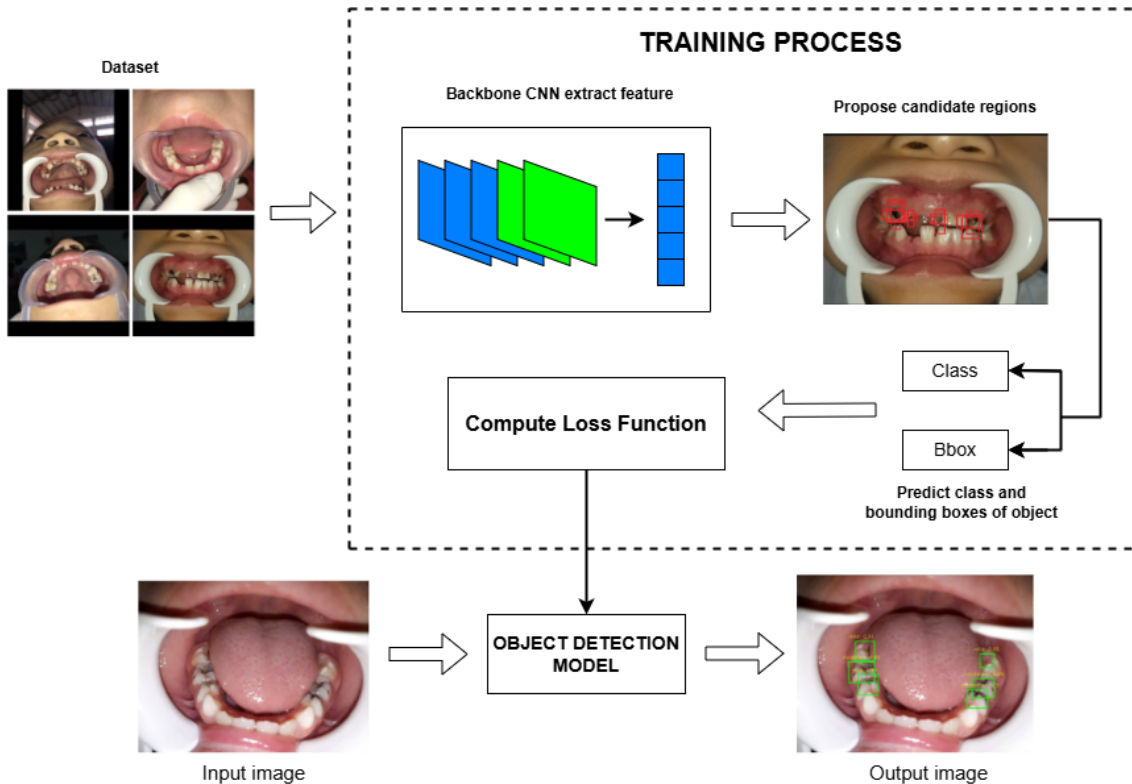 TRAINING PROCESS
Dataset
Backbone CNN extract feature
Propose candidate regions
Class
Compute Loss Function
Bbox
Predict class and
bounding boxes of object
OBJECT DETECTION
MODEL
Input image
Output image